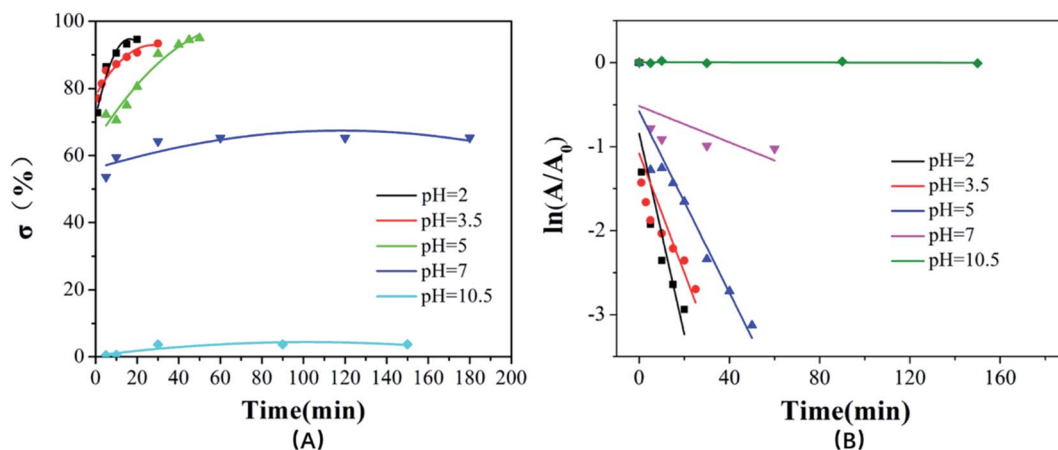 100
80
60
40
20
0
σ (%)
pH=2
pH=3.5
pH=5
pH=7
pH=10.5
0 20 40 60 80 100 120 140 160 180 200
Time(min)
(A)
0
-1
-2
-3
ln(A/A0)
pH=2
pH=3.5
pH=5
pH=7
pH=10.5
0 40 80 120 160
Time(min)
(B)